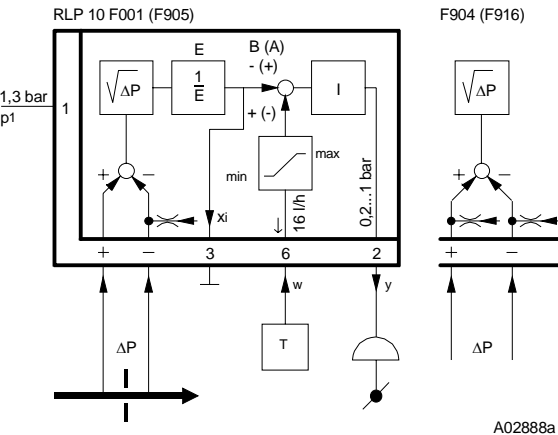 RLP 10 F001 (F905)
F904 (F916)
E
B (A)
- (+)
√ΔP
1
E
I
√ΔP
1,3 bar
p1
1
+ (-)
+
−
max
min
+
−
xi
16 l/h
0,2...1 bar
+
−
3
6
2
+
−
w
y
ΔP
T
ΔP
A02888a